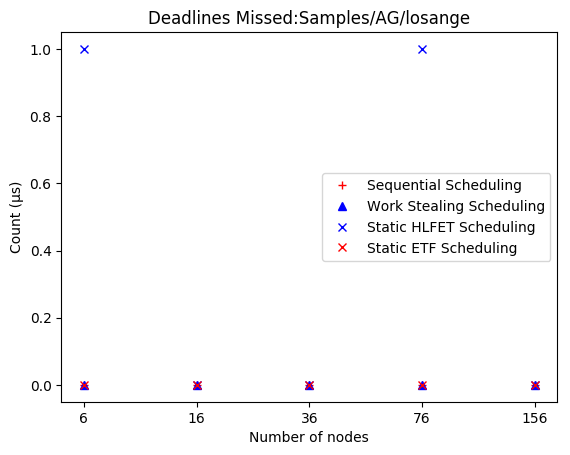 Deadlines Missed:Samples/AG/losange
1.0
0.8
0.6
0.4
0.2
0.0
Count (µs)
Sequential Scheduling
Work Stealing Scheduling
Static HLFET Scheduling
Static ETF Scheduling
6 16 36 76 156
Number of nodes